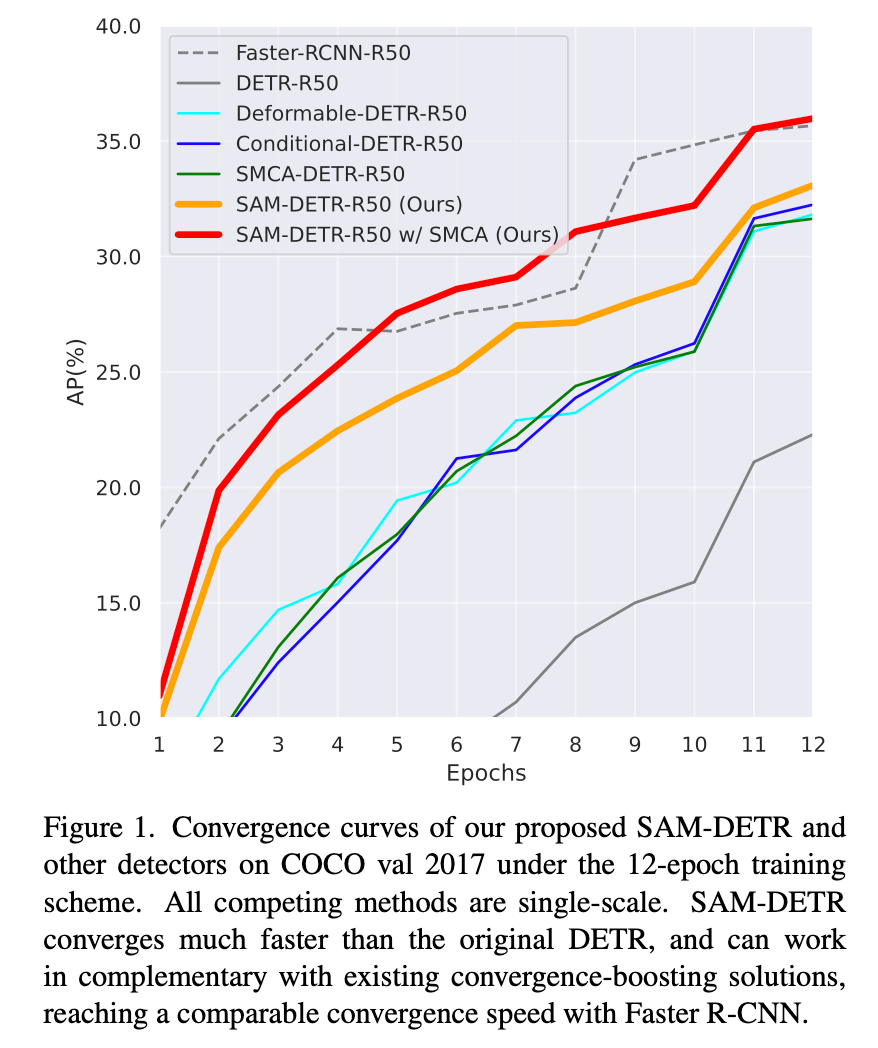 40.0
35.0
30.0
25.0
20.0
15.0
10.0
AP(%)
Faster-RCNN-R50
DETR-R50
Deformable-DETR-R50
Conditional-DETR-R50
SMCA-DETR-R50
SAM-DETR-R50 (Ours)
SAM-DETR-R50 w/ SMCA (Ours)
1 2 3 4 5 6 7 8 9 10 11 12
Epochs
Figure 1. Convergence curves of our proposed SAM-DETR and
other detectors on COCO val 2017 under the 12-epoch training
scheme. All competing methods are single-scale. SAM-DETR
converges much faster than the original DETR, and can work
in complementary with existing convergence-boosting solutions,
reaching a comparable convergence speed with Faster R-CNN.